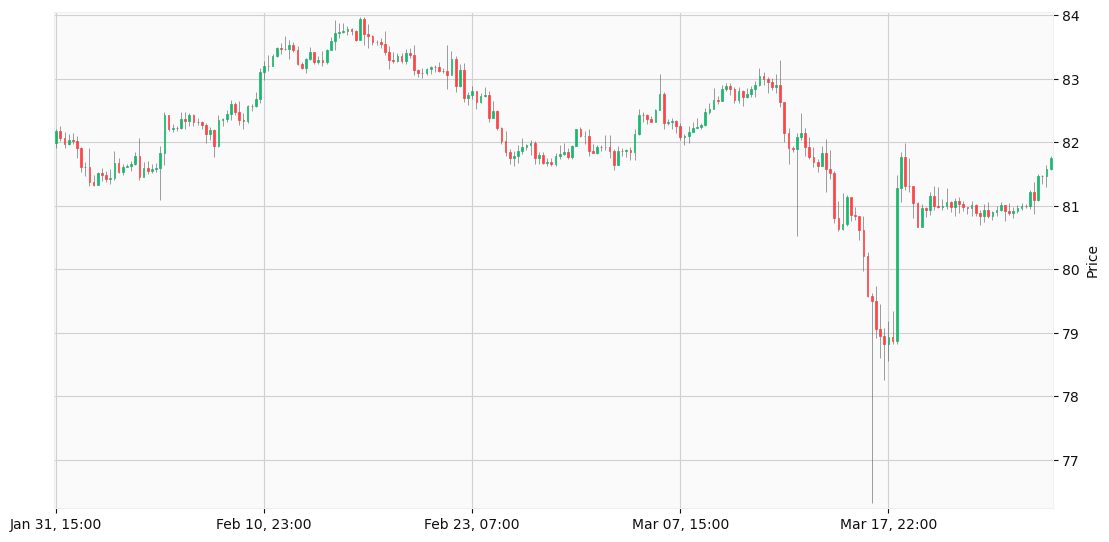 84
83
82
81
80
79
78
77
Price
Jan 31, 15:00
Feb 10, 23:00
Feb 23, 07:00
Mar 07, 15:00
Mar 17, 22:00